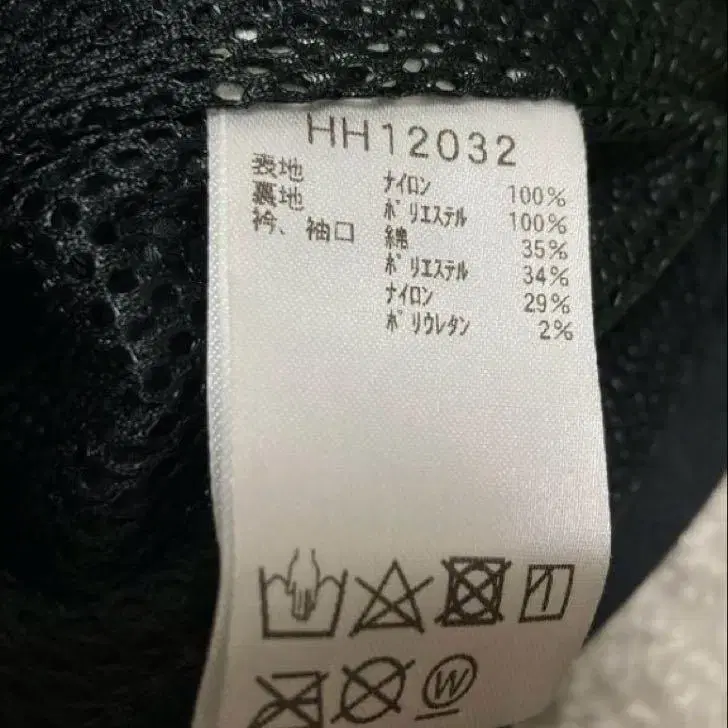 HH12032
表地 ナイロン 100%
裏地 ポリエステル 100%
衿、袖口 綿 35%
ポリエステル 34%
ナイロン 29%
ポリウレタン 2%
W